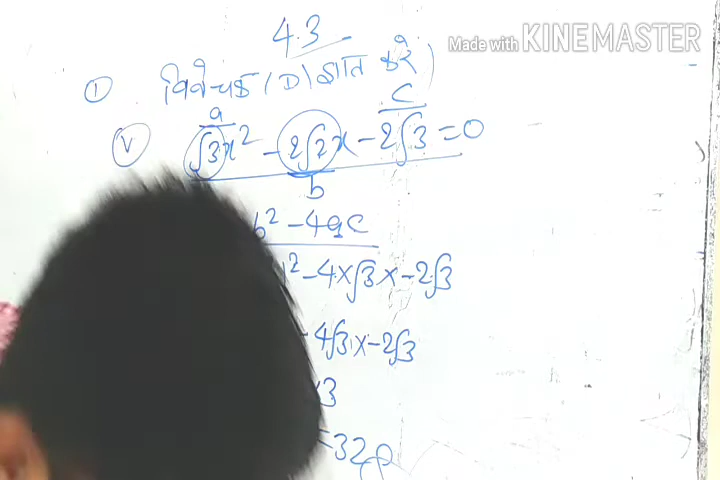 4.3
Made with KINEMASTER
① विवेचक (D) ज्ञात करे)
a c
(v) √3x² - 2√2x - 2√3 = 0
b
b² - 4ac
² - 4×√3×-2√3
4√3×-2√3
×3
=32